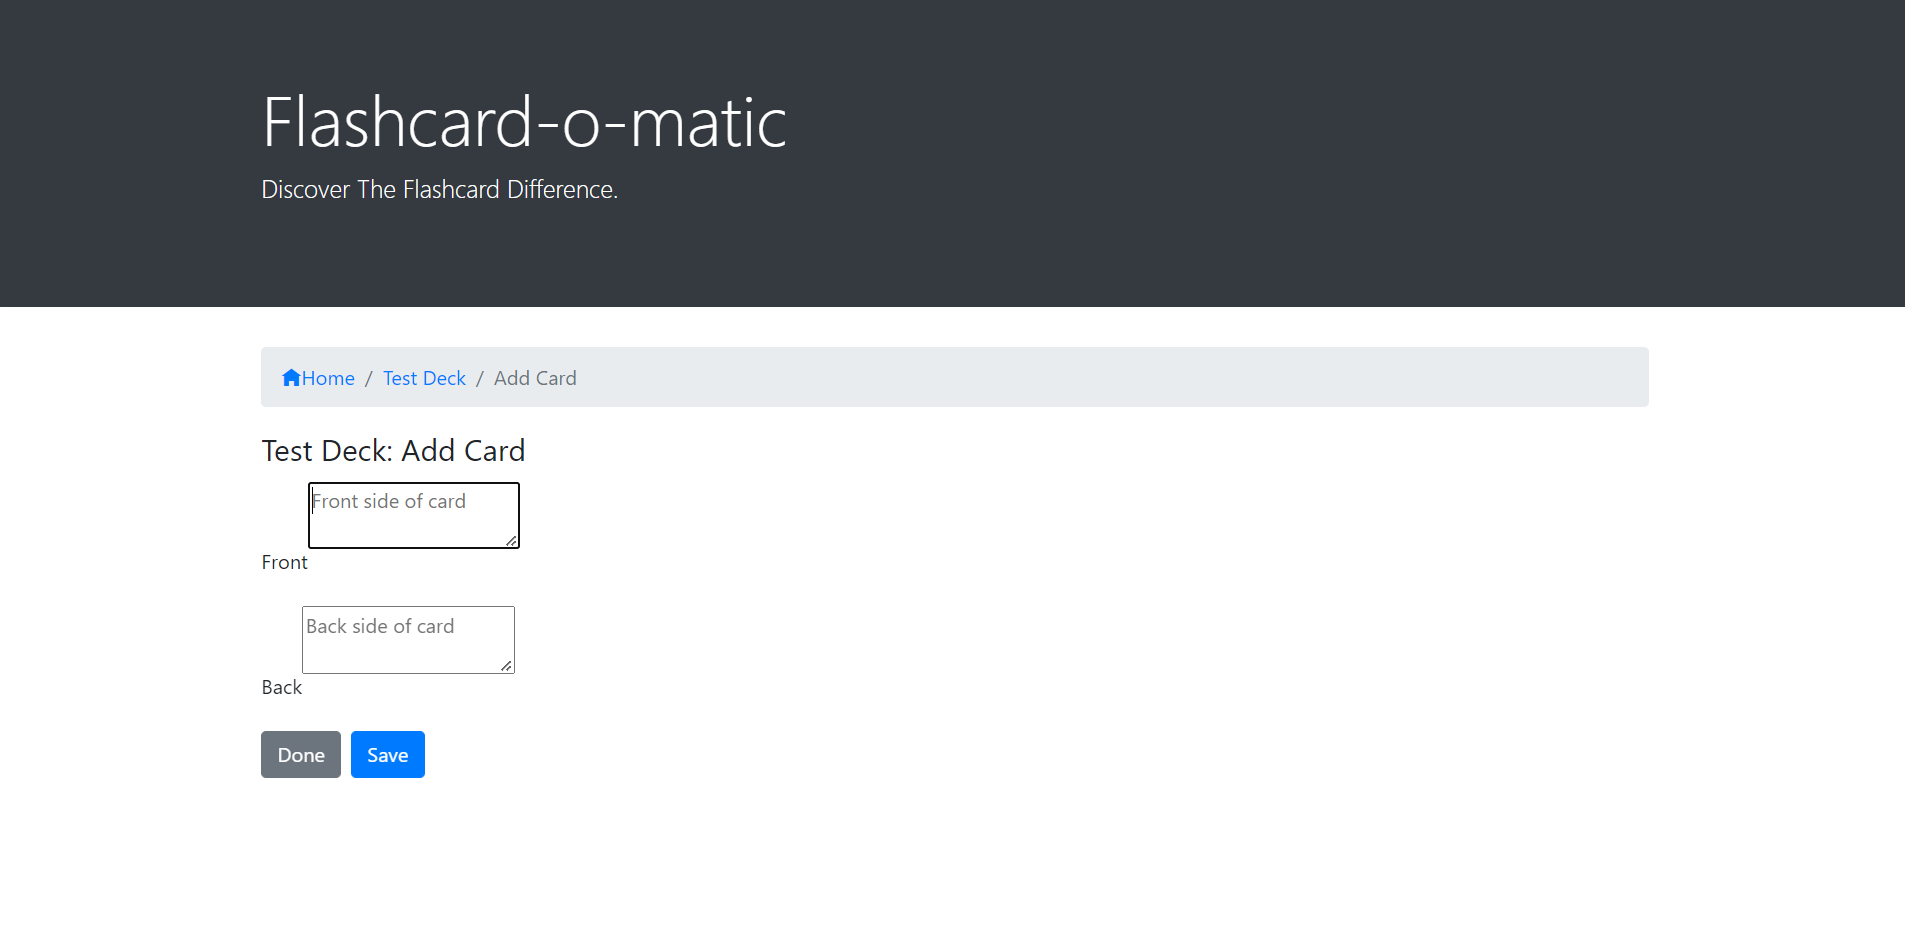 Flashcard-o-matic
Discover The Flashcard Difference.
Home / Test Deck / Add Card
Test Deck: Add Card
Front side of card
Front
Back side of card
Back
Done Save